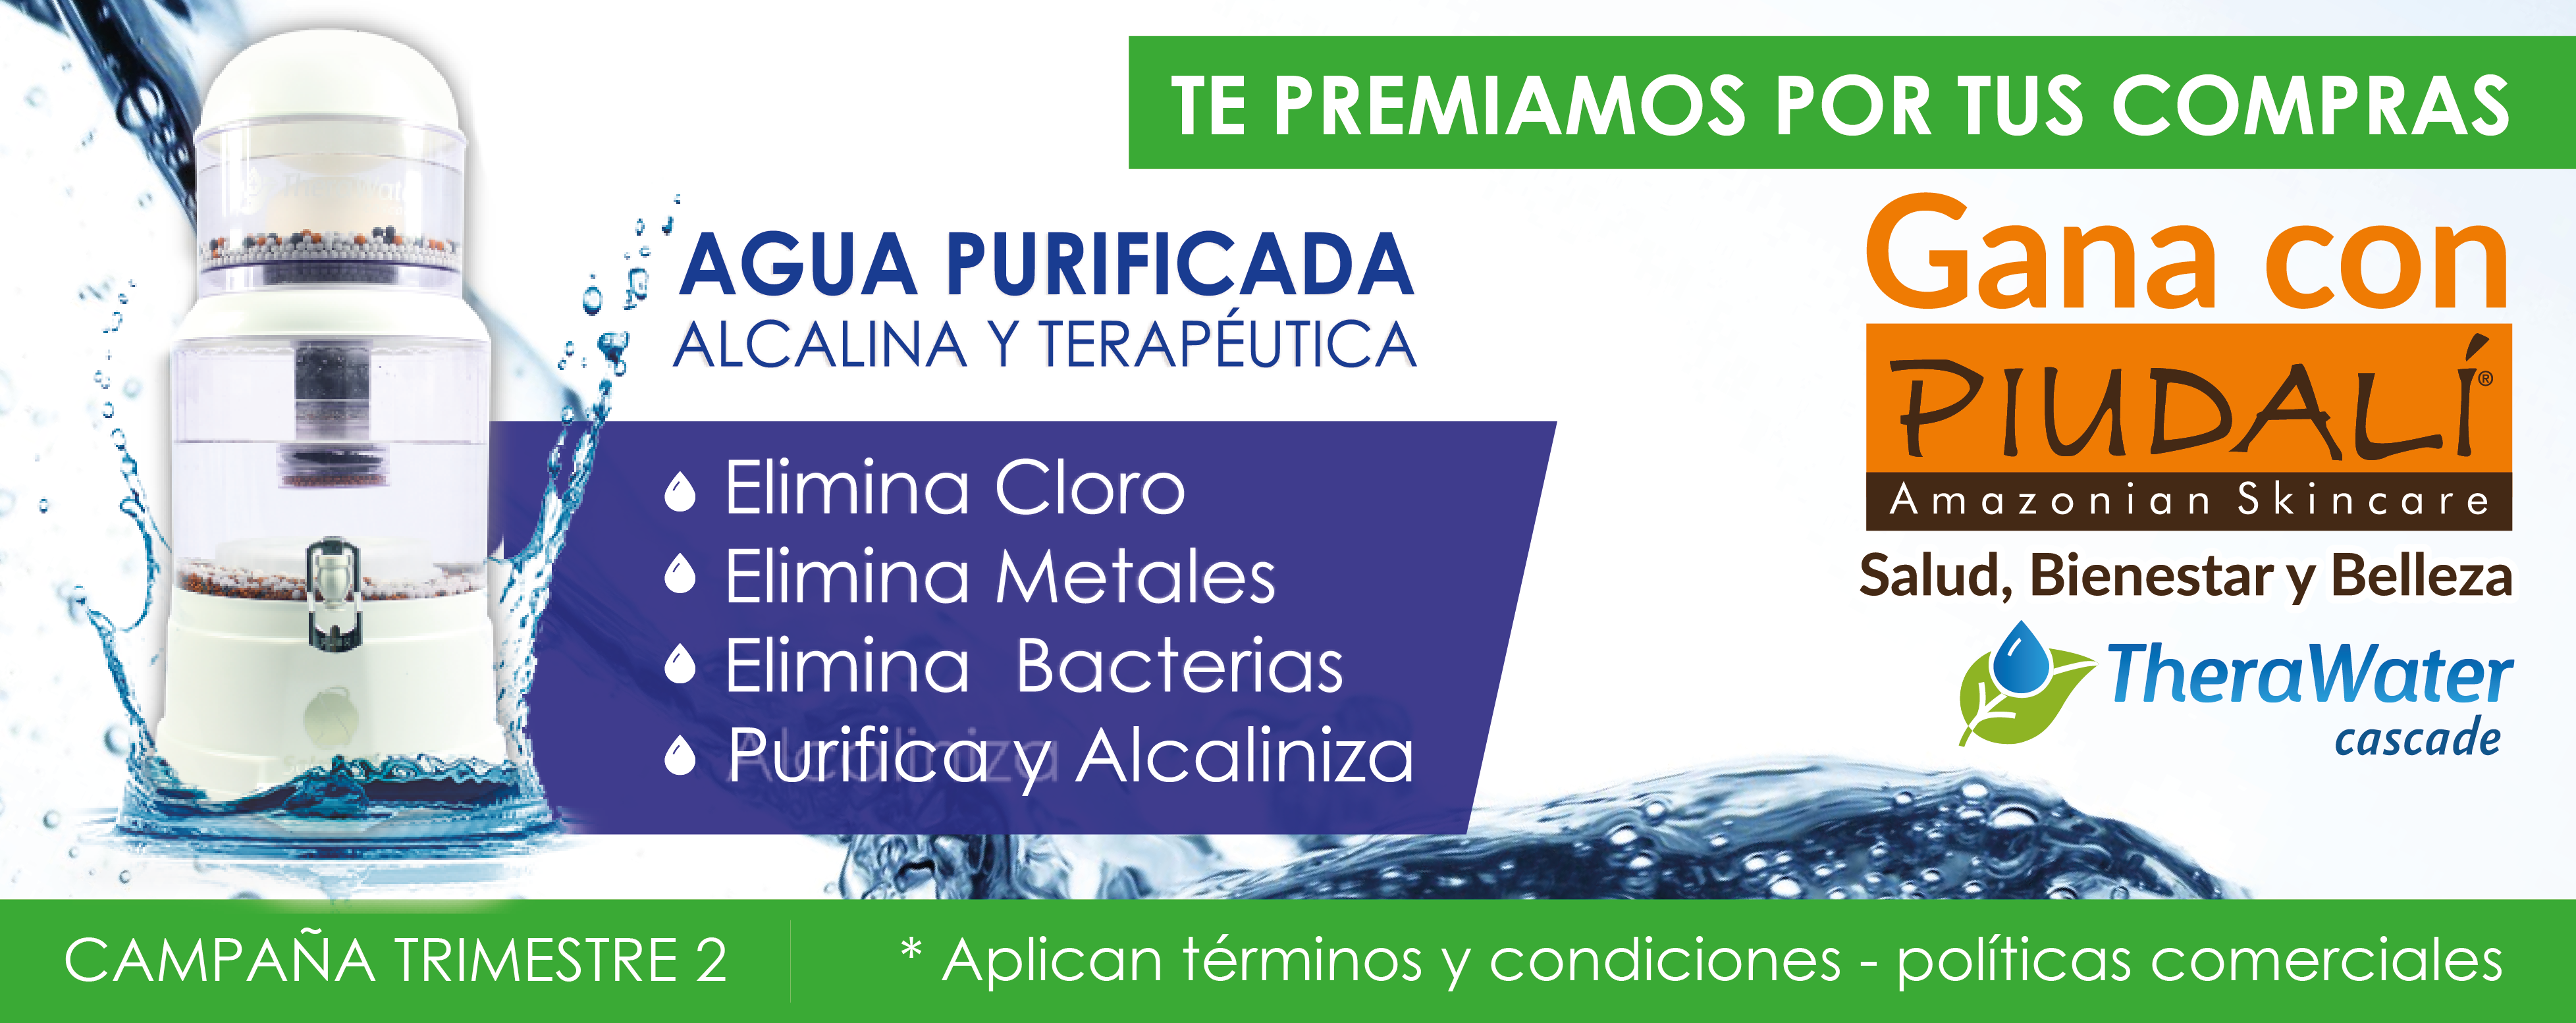 TE PREMIAMOS POR TUS COMPRAS
TheraWater
AGUA PURIFICADA
ALCALINA Y TERAPÉUTICA
Elimina Cloro
Elimina Metales
Elimina Bacterias
Purifica y Alcaliniza
Gana con
PIUDALÍ®
Amazonian Skincare
Salud, Bienestar y Belleza
TheraWater
cascade
CAMPAÑA TRIMESTRE 2
* Aplican términos y condiciones - políticas comerciales